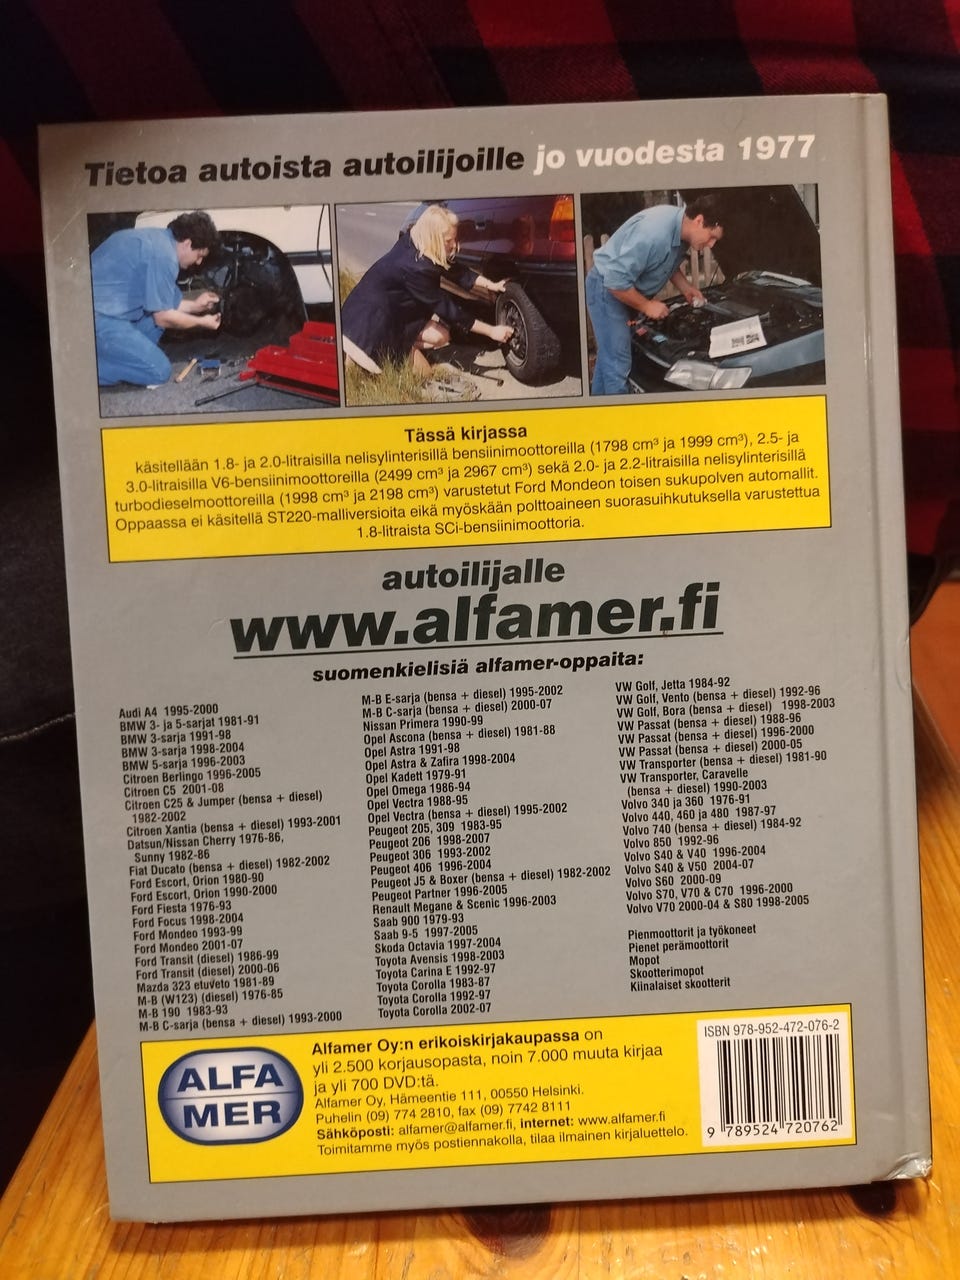 Tietoa autoista autoilijoille jo vuodesta 1977
Tässä kirjassa
käsitellään 1.8- ja 2.0-litraisilla nelisylinterisillä bensiinimoottoreilla (1798 cm³ ja 1999 cm³), 2.5- ja
3.0-litraisilla V6-bensiinimoottoreilla (2499 cm³ ja 2967 cm³) sekä 2.0- ja 2.2-litraisilla nelisylinterisillä
turbodieselmoottoreilla (1998 cm³ ja 2198 cm³) varustetut Ford Mondeon toisen sukupolven automallit.
Oppaassa ei käsitellä ST220-malliversioita eikä myöskään polttoaineen suorasuihkutuksella varustettua
1.8-litraista SCi-bensiinimoottoria.
autoilijalle
www.alfamer.fi
suomenkielisiä alfamer-oppaita:
Audi A4 1995-2000
BMW 3- ja 5-sarjat 1981-91
BMW 3-sarja 1991-98
BMW 3-sarja 1998-2004
BMW 5-sarja 1996-2003
Citroen Berlingo 1996-2005
Citroen C5 2001-08
Citroen C25 & Jumper (bensa + diesel)
1982-2002
Citroen Xantia (bensa + diesel) 1993-2001
Datsun/Nissan Cherry 1976-86,
Sunny 1982-86
Fiat Ducato (bensa + diesel) 1982-2002
Ford Escort, Orion 1980-90
Ford Escort, Orion 1990-2000
Ford Fiesta 1976-93
Ford Focus 1998-2004
Ford Mondeo 1993-99
Ford Mondeo 2001-07
Ford Transit (diesel) 1986-99
Ford Transit (diesel) 2000-06
Mazda 323 etuveto 1981-89
M-B (W123) (diesel) 1976-85
M-B 190 1983-93
M-B C-sarja (bensa + diesel) 1993-2000
M-B E-sarja (bensa + diesel) 1995-2002
M-B C-sarja (bensa + diesel) 2000-07
Nissan Primera 1990-99
Opel Ascona (bensa + diesel) 1981-88
Opel Astra 1991-98
Opel Astra & Zafira 1998-2004
Opel Kadett 1979-91
Opel Omega 1986-94
Opel Vectra 1988-95
Opel Vectra (bensa + diesel) 1995-2002
Peugeot 205, 309 1983-95
Peugeot 206 1998-2007
Peugeot 306 1993-2002
Peugeot 406 1996-2004
Peugeot J5 & Boxer (bensa + diesel) 1982-2002
Peugeot Partner 1996-2005
Renault Megane & Scenic 1996-2003
Saab 900 1979-93
Saab 9-5 1997-2005
Skoda Octavia 1997-2004
Toyota Avensis 1998-2003
Toyota Carina E 1992-97
Toyota Corolla 1983-87
Toyota Corolla 1992-97
Toyota Corolla 2002-07
VW Golf, Jetta 1984-92
VW Golf, Vento (bensa + diesel) 1992-96
VW Golf, Bora (bensa + diesel) 1998-2003
VW Passat (bensa + diesel) 1988-96
VW Passat (bensa + diesel) 1996-2000
VW Passat (bensa + diesel) 2000-05
VW Transporter (bensa + diesel) 1981-90
VW Transporter, Caravelle
(bensa + diesel) 1990-2003
Volvo 340 ja 360 1976-91
Volvo 440, 460 ja 480 1987-97
Volvo 740 (bensa + diesel) 1984-92
Volvo 850 1992-96
Volvo S40 & V40 1996-2004
Volvo S40 & V50 2004-07
Volvo S60 2000-09
Volvo S70, V70 & C70 1996-2000
Volvo V70 2000-04 & S80 1998-2005
Pienmoottorit ja työkoneet
Pienet perämoottorit
Mopot
Skootterimopot
Kiinalaiset skootterit
ALFA
MER
Alfamer Oy:n erikoiskirjakaupassa on
yli 2.500 korjausopasta, noin 7.000 muuta kirjaa
ja yli 700 DVD:tä.
Alfamer Oy, Hämeentie 111, 00550 Helsinki.
Puhelin (09) 774 2810, fax (09) 7742 8111
Sähköposti: alfamer@alfamer.fi, internet: www.alfamer.fi
Toimitamme myös postiennakolla, tilaa ilmainen kirjaluettelo.
ISBN 978-952-472-076-2
9 789524 720762